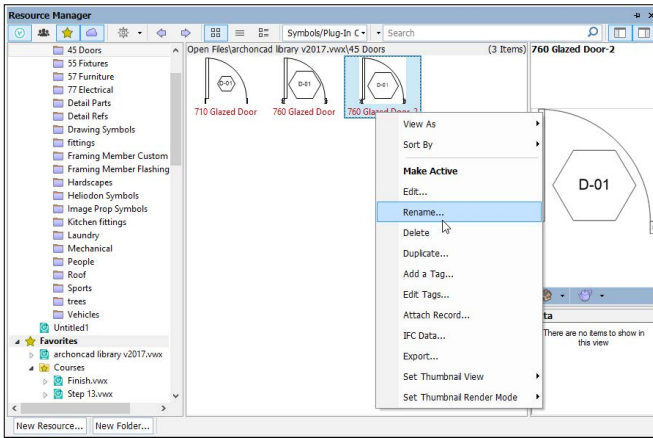 Resource Manager
Symbols/Plug-In C
Search
45 Doors
55 Fixtures
57 Furniture
77 Electrical
Detail Parts
Detail Refs
Drawing Symbols
fittings
Framing Member Custom
Framing Member Flashing
Hardscapes
Heliodon Symbols
Image Prop Symbols
Kitchen fittings
Laundry
Mechanical
People
Roof
Sports
trees
Vehicles
Untitled1
Favorites
archoncad library v2017.vwx
Courses
Finish.vwx
Step 13.vwx
New Resource...
New Folder...
Open Files\archoncad library v2017.vwx\45 Doors (3 Items)
D-01 D-01 D-01
710 Glazed Door 760 Glazed Door 760 Glazed Door-2
View As
Sort By
Make Active
Edit...
Rename...
Delete
Duplicate...
Add a Tag...
Edit Tags...
Attach Record...
IFC Data...
Export...
Set Thumbnail View
Set Thumbnail Render Mode
760 Glazed Door-2
D-01
ta
There are no items to show in
this view